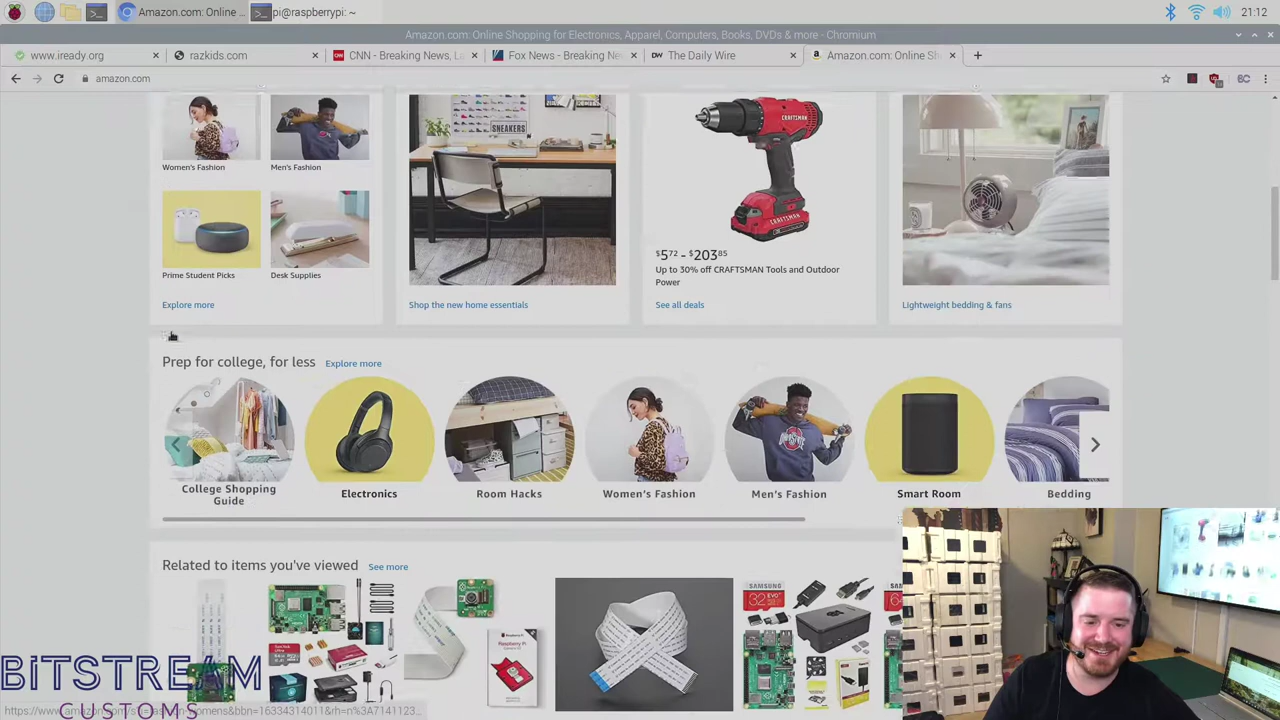 Amazon.com: Online ...
pi@raspberrypi: ~
21:12
Amazon.com: Online Shopping for Electronics, Apparel, Computers, Books, DVDs & more - Chromium
www.iready.org
razkids.com
CNN - Breaking News, La
Fox News - Breaking Ne
The Daily Wire
Amazon.com: Online Sh
amazon.com
SNEAKERS
CRAFTSMAN
Women's Fashion
Men's Fashion
$5.72 - $203.85
Up to 30% off CRAFTSMAN Tools and Outdoor
Power
Prime Student Picks
Desk Supplies
Explore more
Shop the new home essentials
See all deals
Lightweight bedding & fans
Prep for college, for less
Explore more
OHIO STATE
College Shopping
Guide
Electronics
Room Hacks
Women's Fashion
Men's Fashion
Smart Room
Bedding
Related to items you've viewed
See more
SAMSUNG
32 EVO
BITSTREAM
CUSTOMS